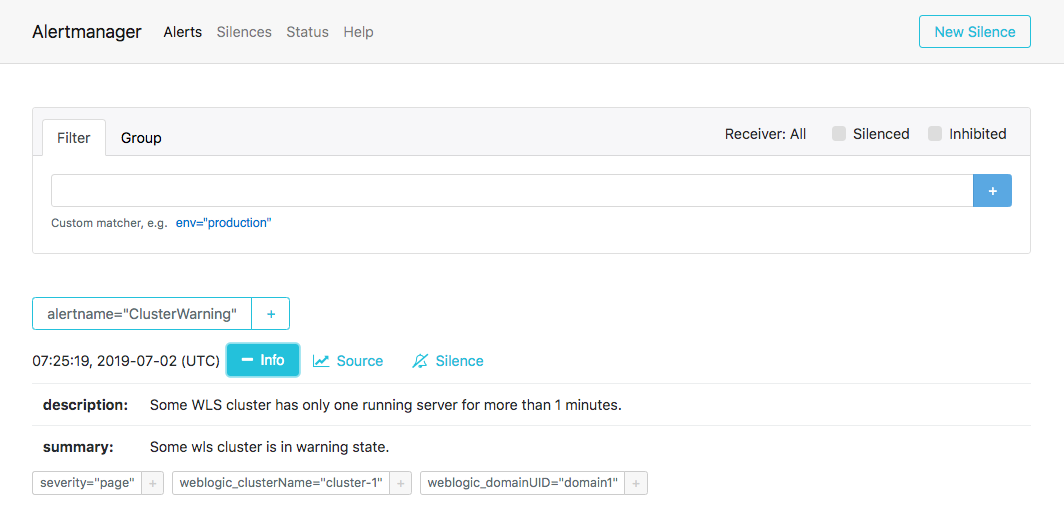 Alertmanager Alerts Silences Status Help New Silence
Filter Group Receiver: All Silenced Inhibited
+
Custom matcher, e.g. env="production"
alertname="ClusterWarning" +
07:25:19, 2019-07-02 (UTC) − Info Source Silence
description: Some WLS cluster has only one running server for more than 1 minutes.
summary: Some wls cluster is in warning state.
severity="page" + weblogic_clusterName="cluster-1" + weblogic_domainUID="domain1" +